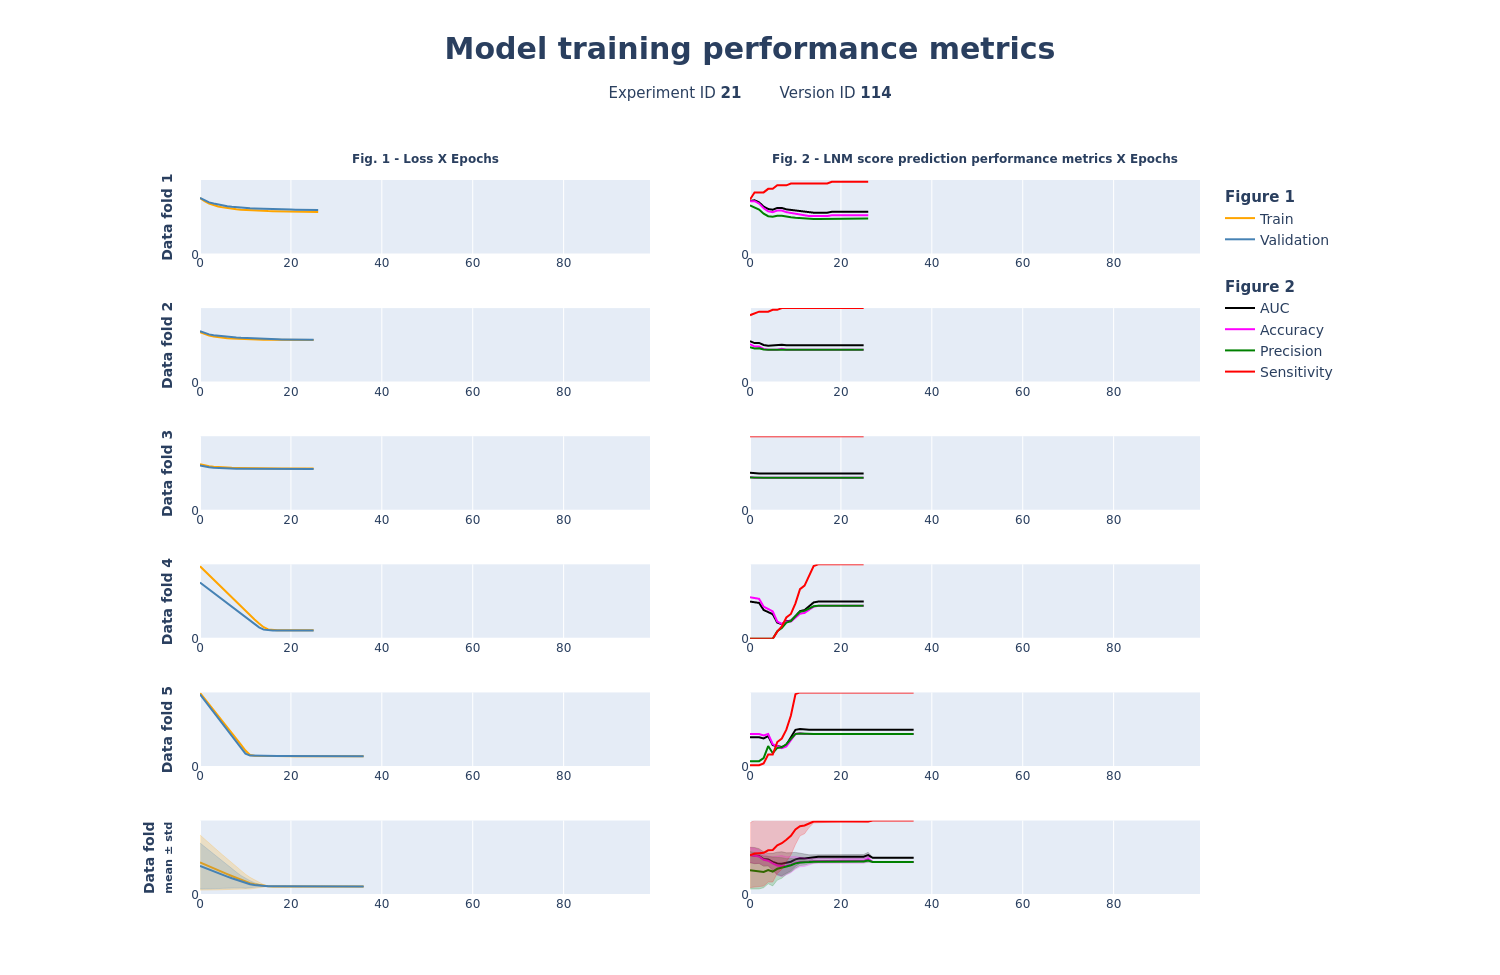 Model training performance metrics
Experiment ID 21 Version ID 114
Fig. 1 - Loss X Epochs
Fig. 2 - LNM score prediction performance metrics X Epochs
Data fold 1
0
0 20 40 60 80
0
0 20 40 60 80
Data fold 2
0
0 20 40 60 80
0
0 20 40 60 80
Data fold 3
0
0 20 40 60 80
0
0 20 40 60 80
Data fold 4
0
0 20 40 60 80
0
0 20 40 60 80
Data fold 5
0
0 20 40 60 80
0
0 20 40 60 80
Data fold
mean ± std
0
0 20 40 60 80
0
0 20 40 60 80
Figure 1
Train
Validation
Figure 2
AUC
Accuracy
Precision
Sensitivity